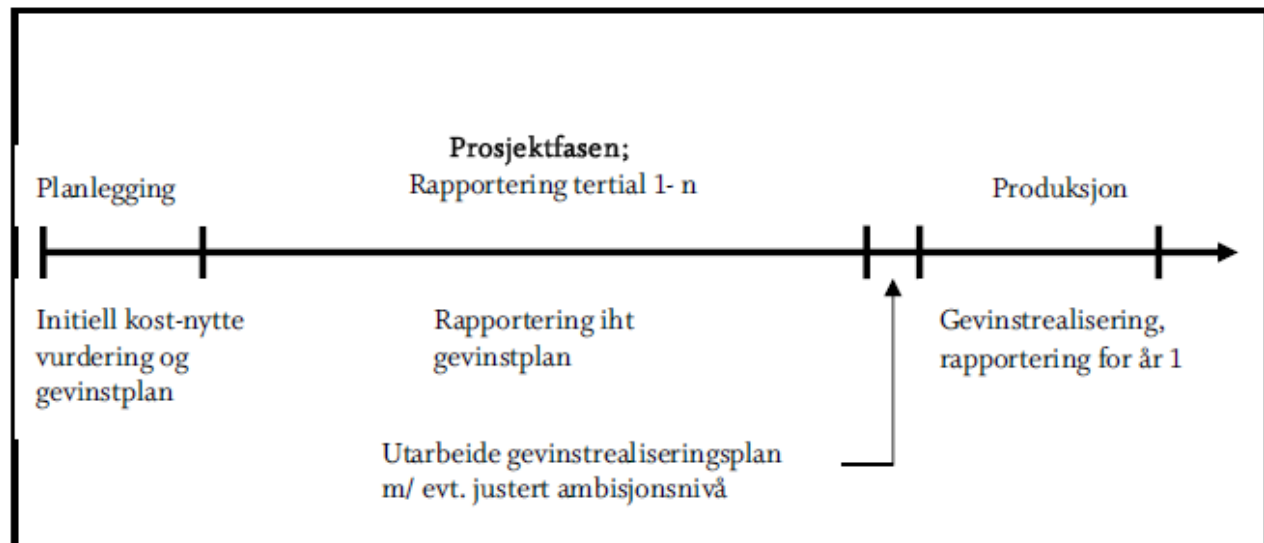 Prosjektfasen;
Planlegging
Rapportering tertial 1- n
Produksjon
Initiell kost-nytte
vurdering og
gevinstplan
Rapportering iht
gevinstplan
Gevinstrealisering,
rapportering for år 1
Utarbeide gevinstrealiseringsplan
m/ evt. justert ambisjonsnivå